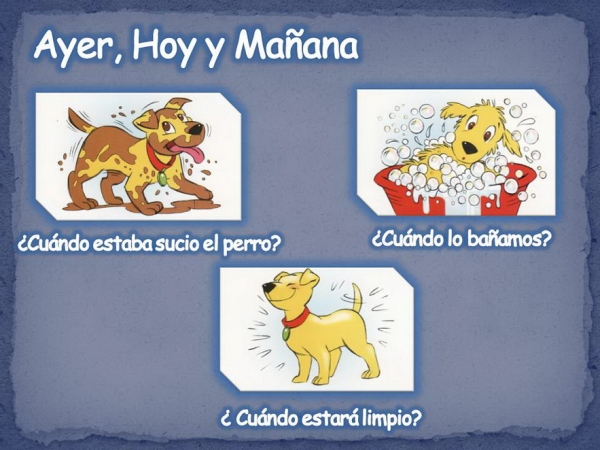 Ayer, Hoy y Mañana
¿Cuándo estaba sucio el perro?
¿Cuándo lo bañamos?
¿ Cuándo estará limpio?